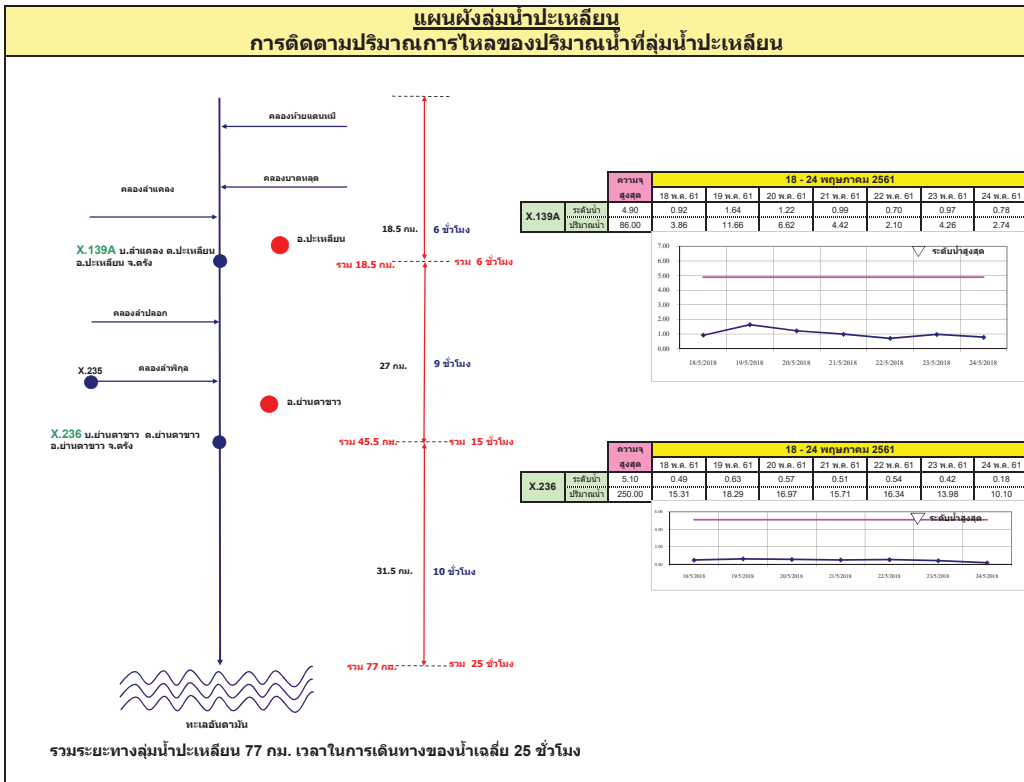 แผนผังลุ่มน้ำปะเหลียน
การติดตามปริมาณการไหลของปริมาณน้ำที่ลุ่มน้ำปะเหลียน
คลองห้วยแดนหมี
คลองบาดหลุด
คลองลำแคลง
18.5 กม. 6 ชั่วโมง
อ.ปะเหลียน
X.139A บ.ลำแคลง ต.ปะเหลียน
อ.ปะเหลียน จ.ตรัง
รวม 18.5 กม. รวม 6 ชั่วโมง
คลองลำปลอก
X.235 คลองลำพิกุล
27 กม. 9 ชั่วโมง
อ.ย่านตาขาว
X.236 บ.ย่านตาขาว ต.ย่านตาขาว
อ.ย่านตาขาว จ.ตรัง
รวม 45.5 กม. รวม 15 ชั่วโมง
31.5 กม. 10 ชั่วโมง
รวม 77 กม. รวม 25 ชั่วโมง
ทะเลอันดามัน
รวมระยะทางลุ่มน้ำปะเหลียน 77 กม. เวลาในการเดินทางของน้ำเฉลี่ย 25 ชั่วโมง
ความจุ 18 - 24 พฤษภาคม 2561
สูงสุด 18 พ.ค. 61 19 พ.ค. 61 20 พ.ค. 61 21 พ.ค. 61 22 พ.ค. 61 23 พ.ค. 61 24 พ.ค. 61
X.139A
ระดับน้ำ 4.90 0.92 1.64 1.22 0.99 0.70 0.97 0.78
ปริมาณน้ำ 86.00 3.86 11.66 6.62 4.42 2.10 4.26 2.74
ระดับน้ำสูงสุด
7.00
6.00
5.00
4.00
3.00
2.00
1.00
0.00
18/5/2018 19/5/2018 20/5/2018 21/5/2018 22/5/2018 23/5/2018 24/5/2018
ความจุ 18 - 24 พฤษภาคม 2561
สูงสุด 18 พ.ค. 61 19 พ.ค. 61 20 พ.ค. 61 21 พ.ค. 61 22 พ.ค. 61 23 พ.ค. 61 24 พ.ค. 61
X.236
ระดับน้ำ 5.10 0.49 0.63 0.57 0.51 0.54 0.42 0.18
ปริมาณน้ำ 250.00 15.31 18.29 16.97 15.71 16.34 13.98 10.10
ระดับน้ำสูงสุด
6.00
4.00
2.00
0.00
18/5/2018 19/5/2018 20/5/2018 21/5/2018 22/5/2018 23/5/2018 24/5/2018